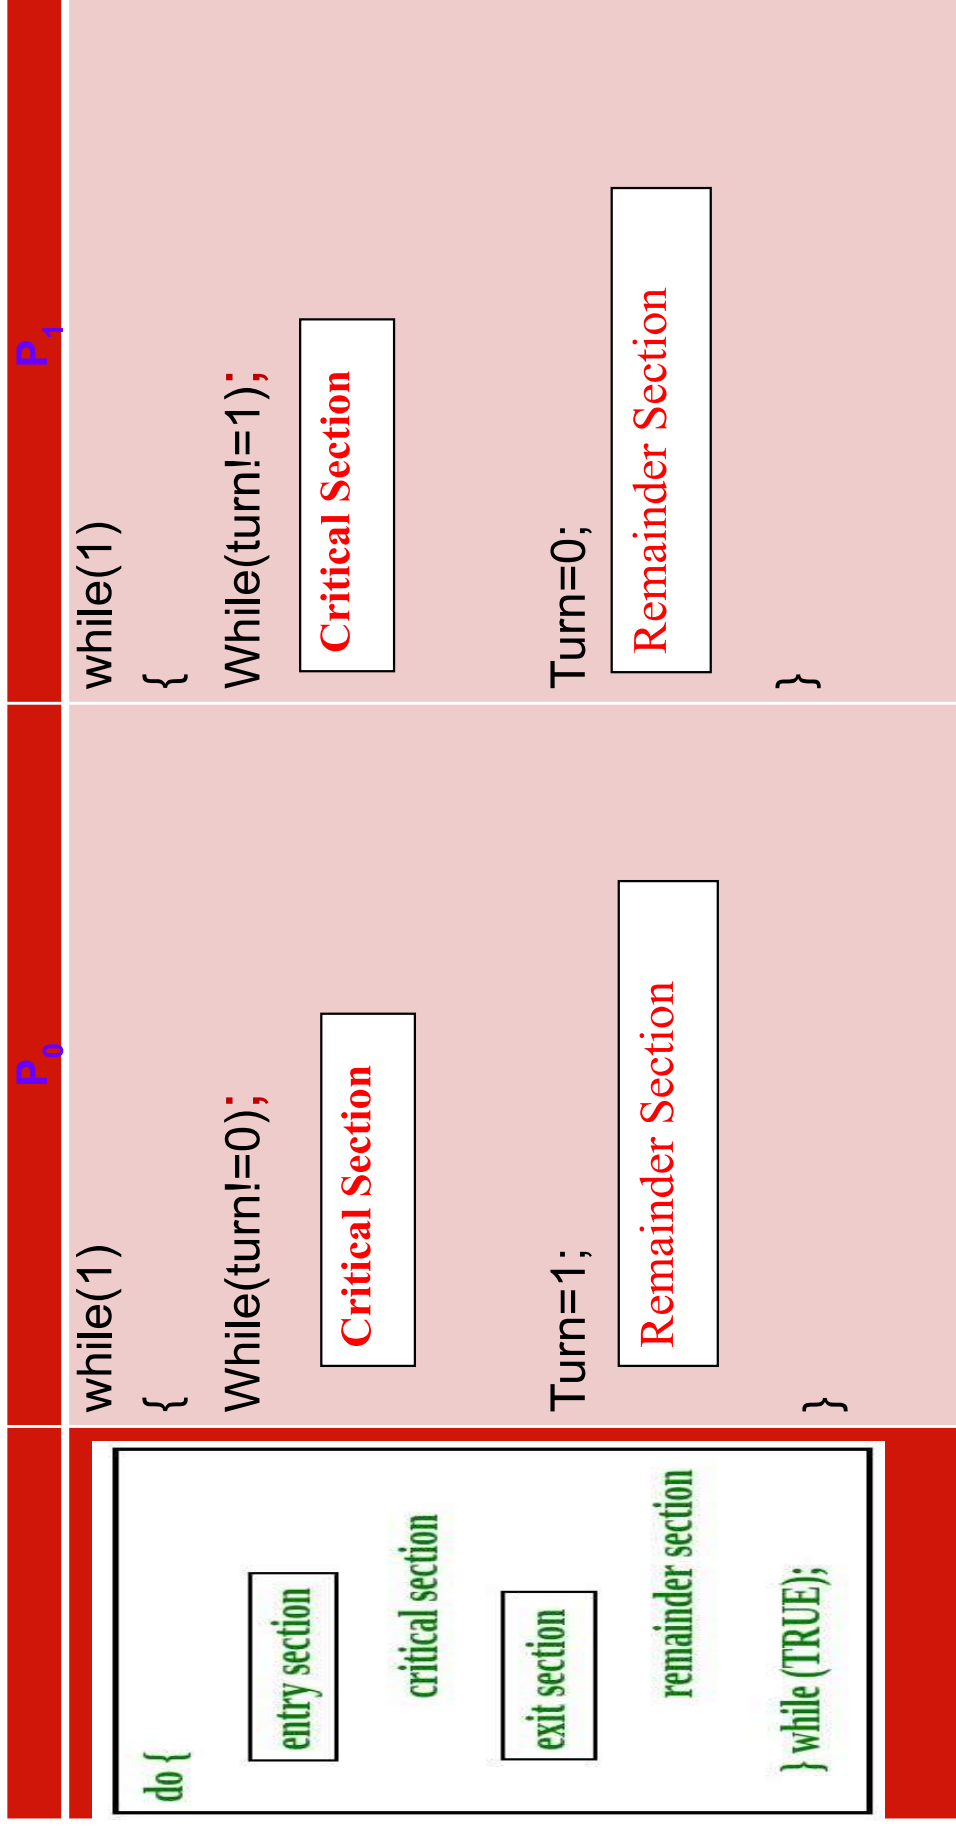 P0
P1
do {
entry section
critical section
exit section
remainder section
} while (TRUE);
while(1)
{
While(turn!=0);
Critical Section
Turn=1;
Remainder Section
}
while(1)
{
While(turn!=1);
Critical Section
Turn=0;
Remainder Section
}